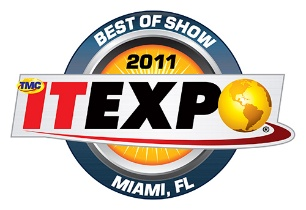 BEST OF SHOW
2011
TMC
ITEXPO
®
MIAMI, FL